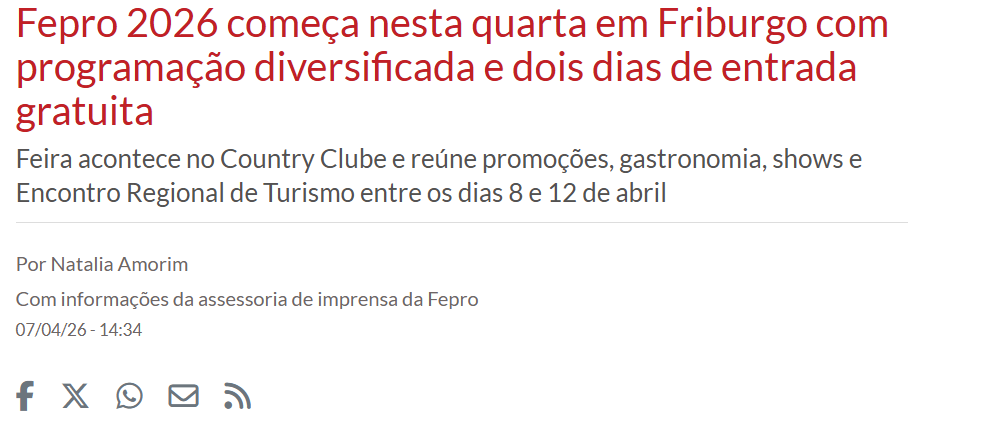 Fepro 2026 começa nesta quarta em Friburgo com
programação diversificada e dois dias de entrada
gratuita
Feira acontece no Country Clube e reúne promoções, gastronomia, shows e
Encontro Regional de Turismo entre os dias 8 e 12 de abril
Por Natalia Amorim
Com informações da assessoria de imprensa da Fepro
07/04/26 - 14:34